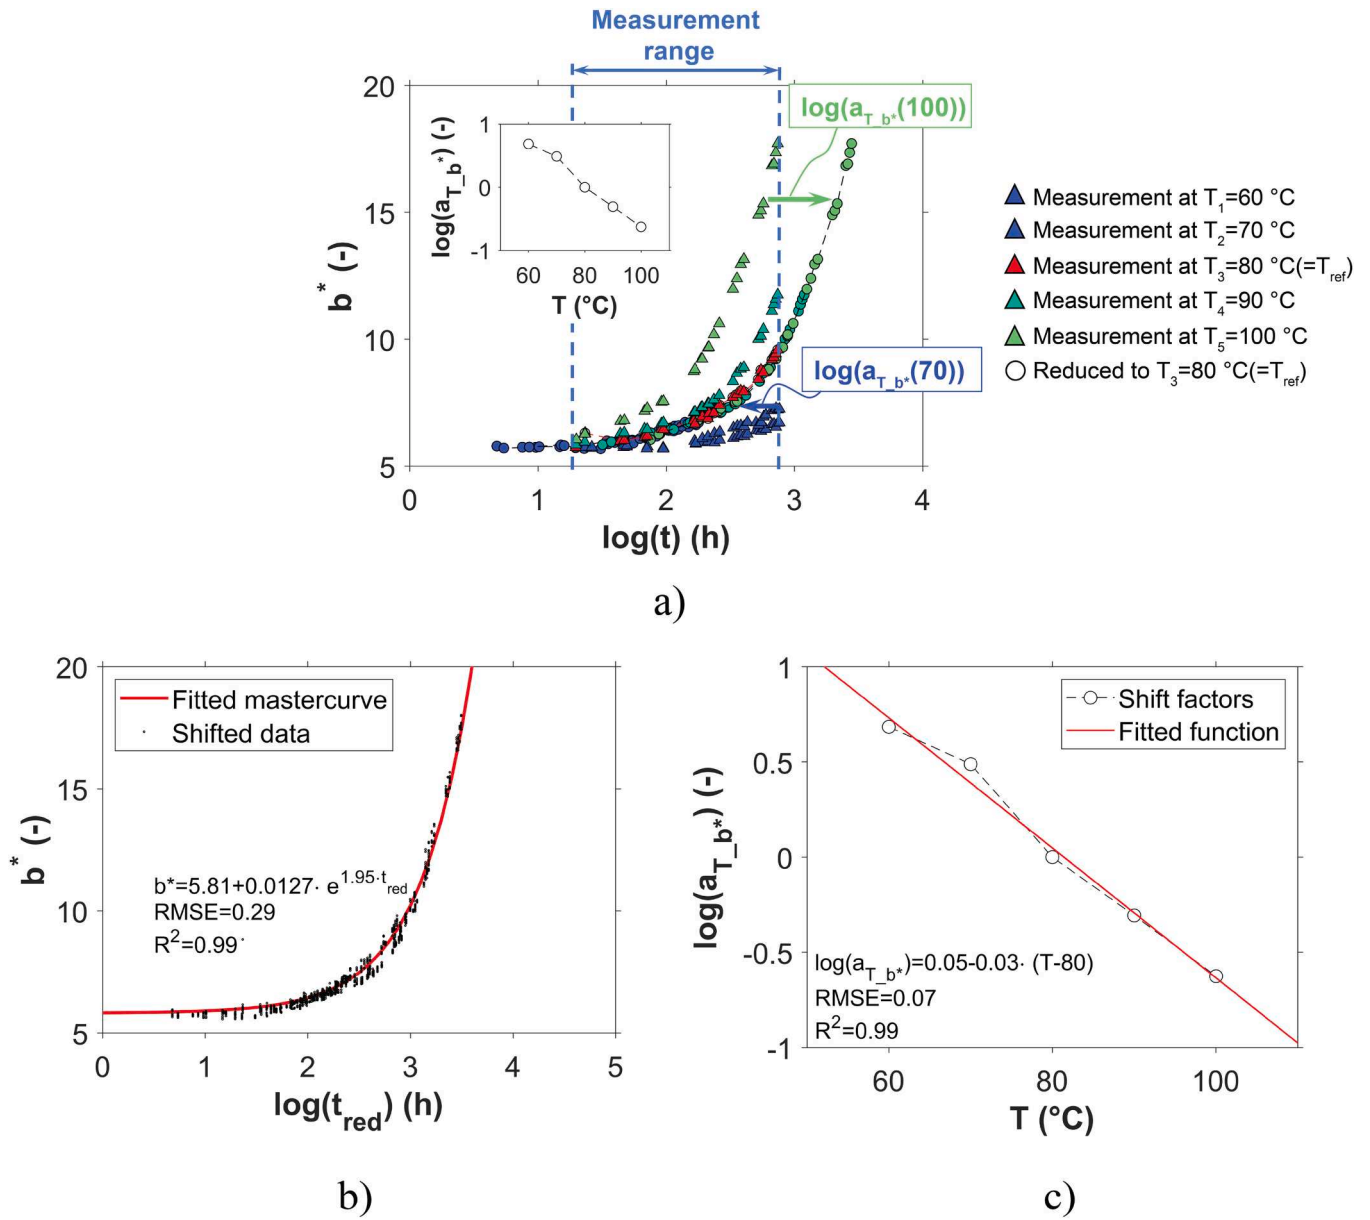 Measurement
range
20
15
10
5
b* (-)
0
1
2
3
4
log(t) (h)
log(a_T_b*) (-)
1
0
-1
60
80
100
T (°C)
log(a_T_b*(100))
log(a_T_b*(70))
Measurement at T₁=60 °C
Measurement at T₂=70 °C
Measurement at T₃=80 °C(=T_ref)
Measurement at T₄=90 °C
Measurement at T₅=100 °C
Reduced to T₃=80 °C(=T_ref)
a)
20
15
10
5
b* (-)
Fitted mastercurve
Shifted data
b*=5.81+0.0127· e^1.95·t_red
RMSE=0.29
R²=0.99
0
1
2
3
4
5
log(t_red) (h)
b)
1
0.5
0
-0.5
-1
log(a_T_b*) (-)
Shift factors
Fitted function
log(a_T_b*)=0.05-0.03· (T-80)
RMSE=0.07
R²=0.99
60
80
100
T (°C)
c)